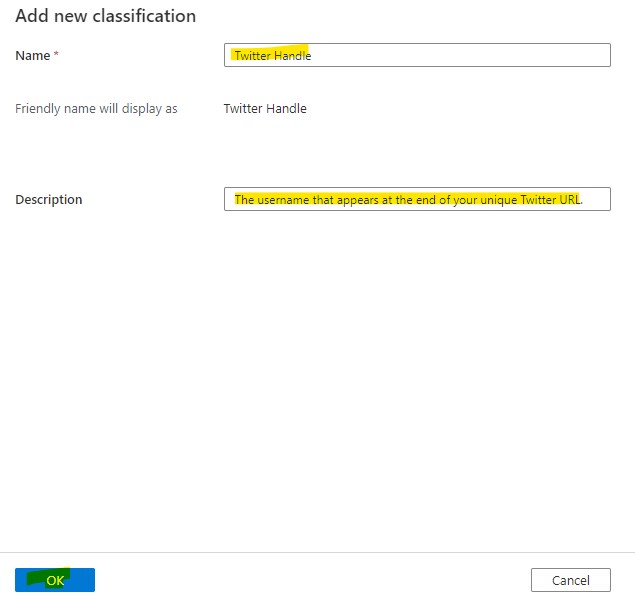 Add new classification
Name * Twitter Handle
Friendly name will display as Twitter Handle
Description The username that appears at the end of your unique Twitter URL.
OK Cancel